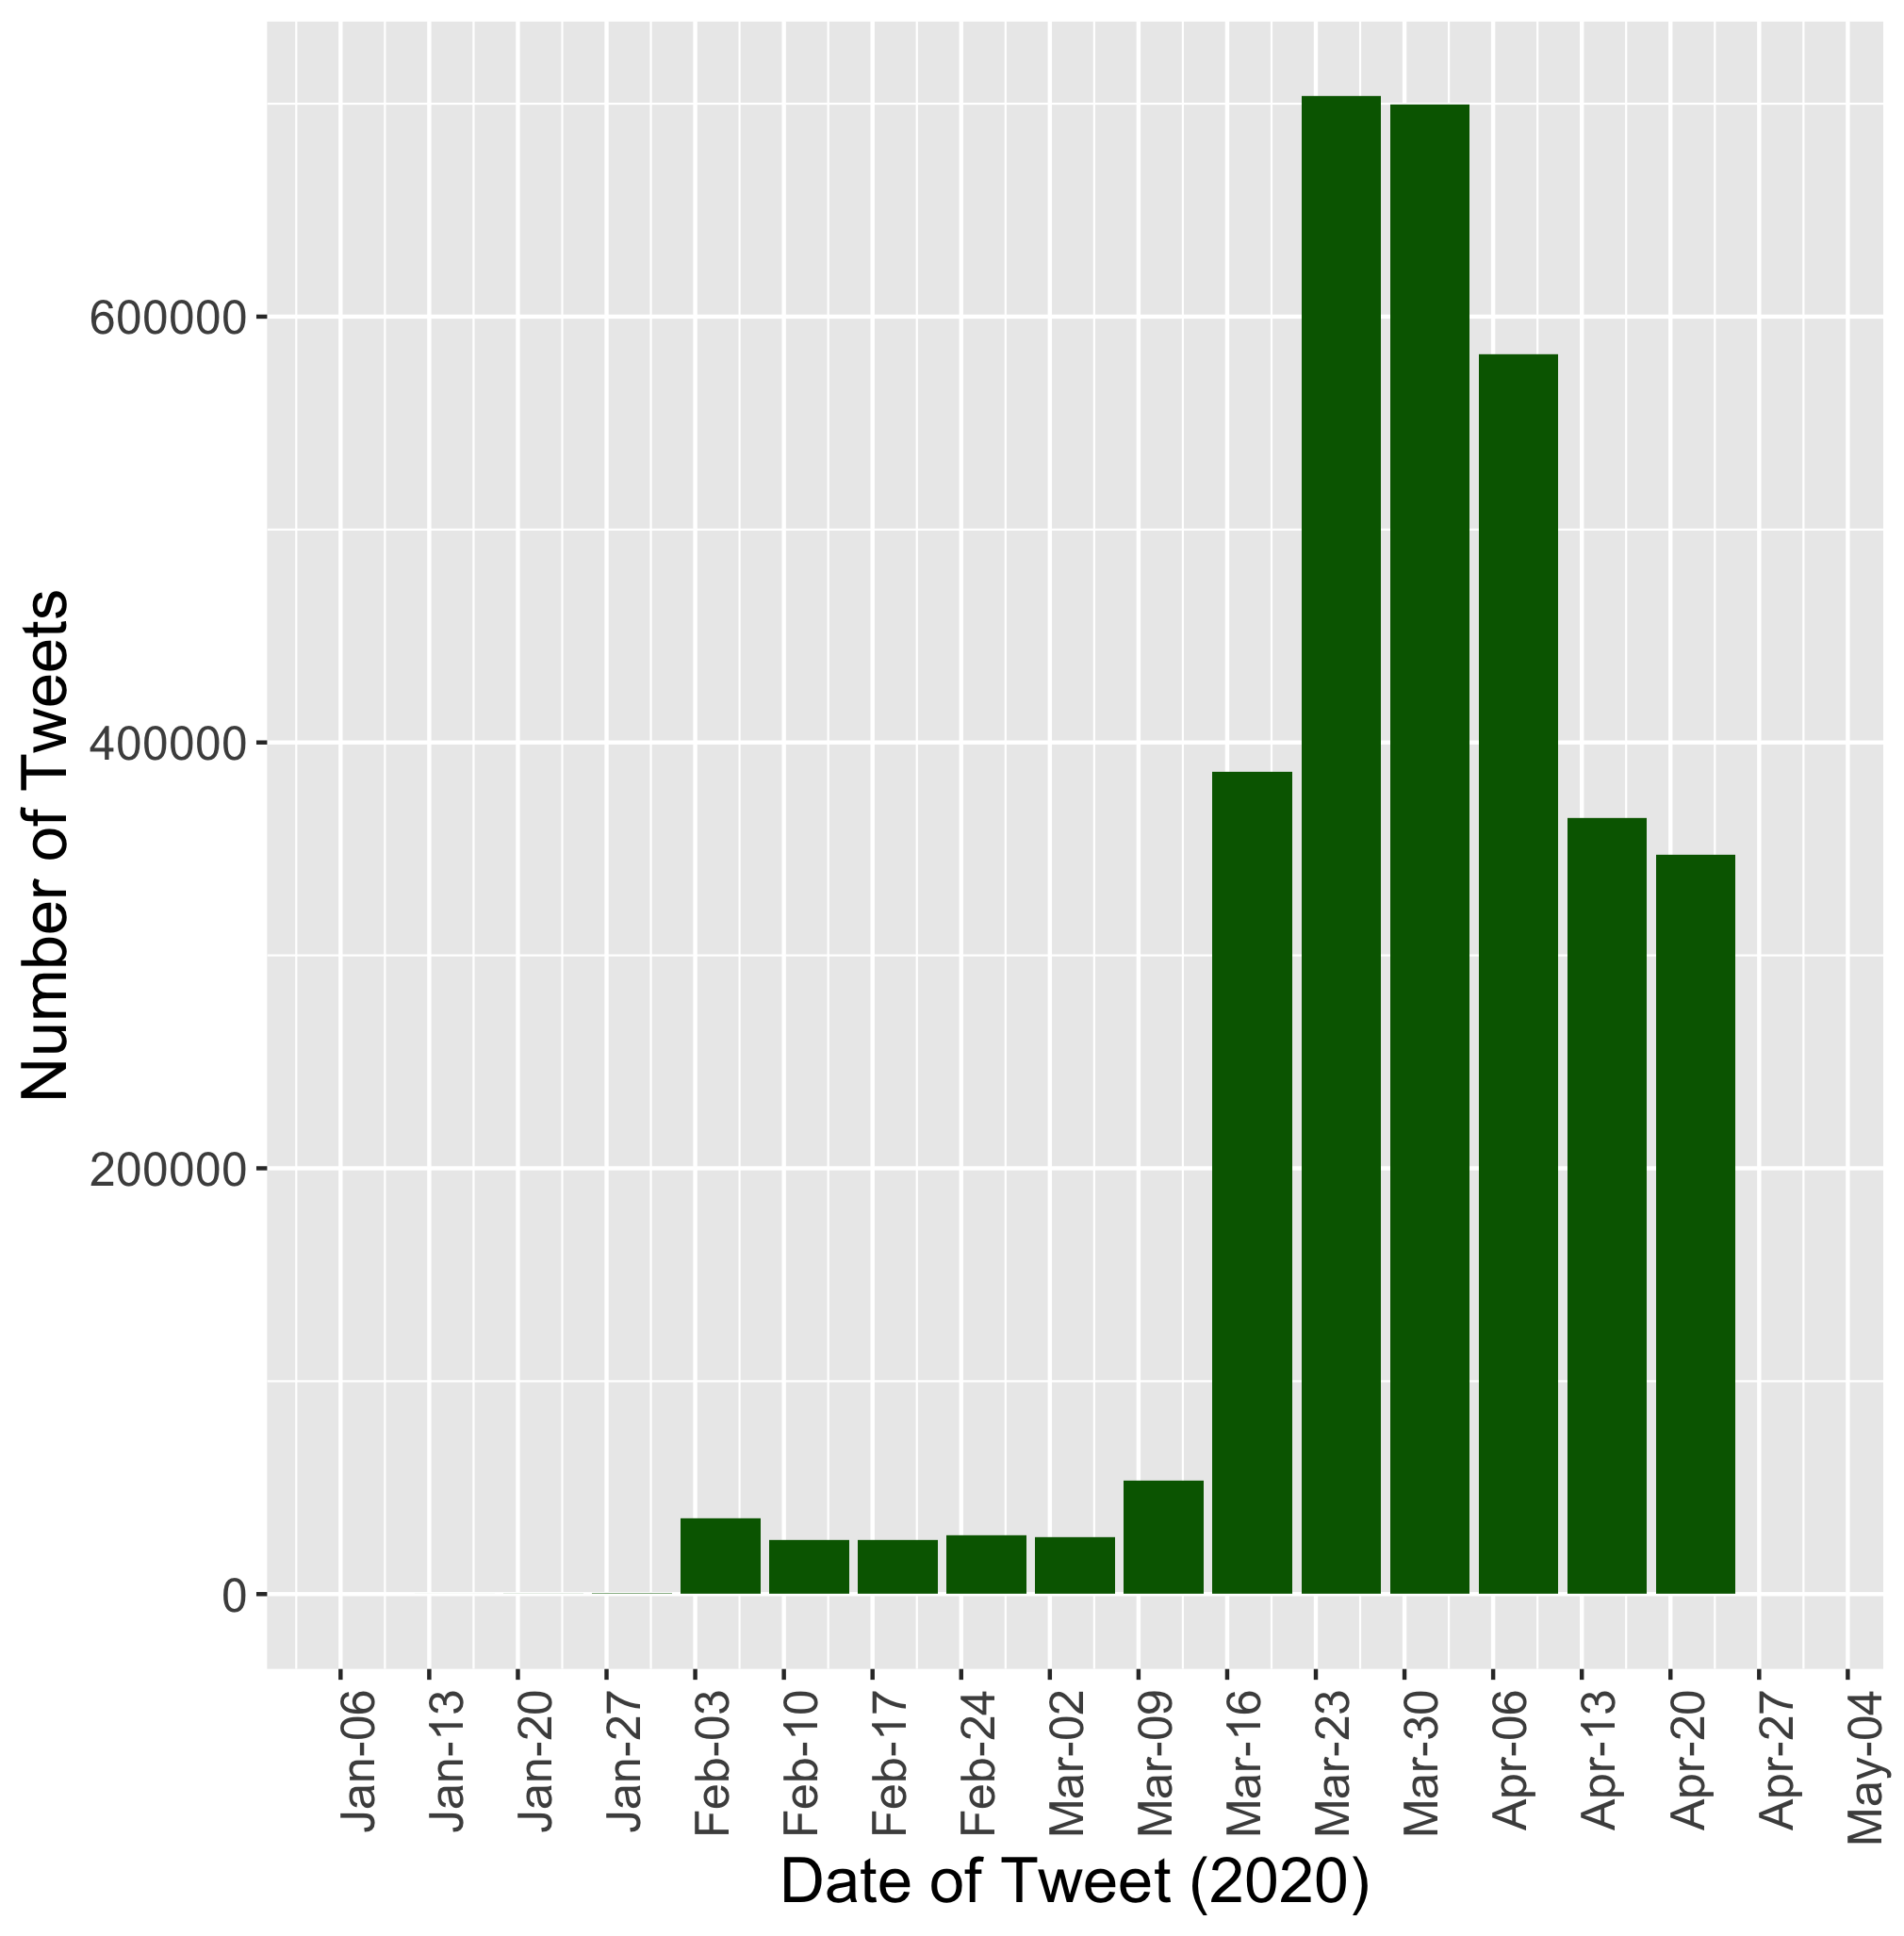 Number of Tweets
600000
400000
200000
0
Jan-06
Jan-13
Jan-20
Jan-27
Feb-03
Feb-10
Feb-17
Feb-24
Mar-02
Mar-09
Mar-16
Mar-23
Mar-30
Apr-06
Apr-13
Apr-20
Apr-27
May-04
Date of Tweet (2020)